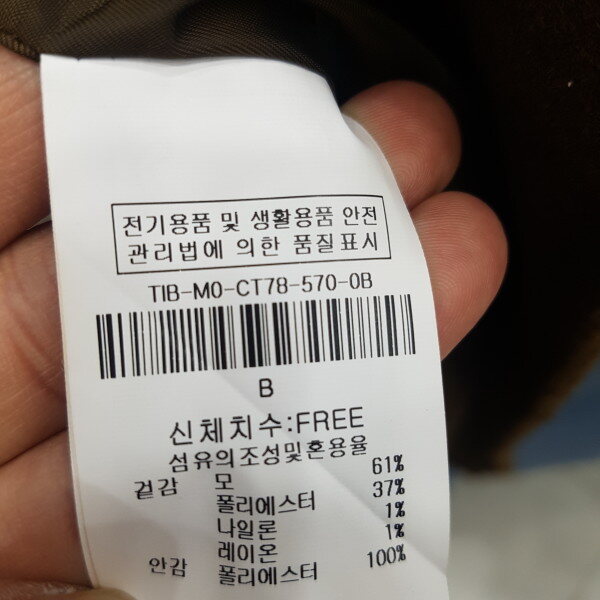 전기용품 및 생활용품 안전
관리법에 의한 품질표시
TIB-MO-CT78-570-0B
B
신체치수:FREE
섬유의조성및혼용율
겉감 모 61%
폴리에스터 37%
나일론 1%
레이온 1%
안감 폴리에스터 100%